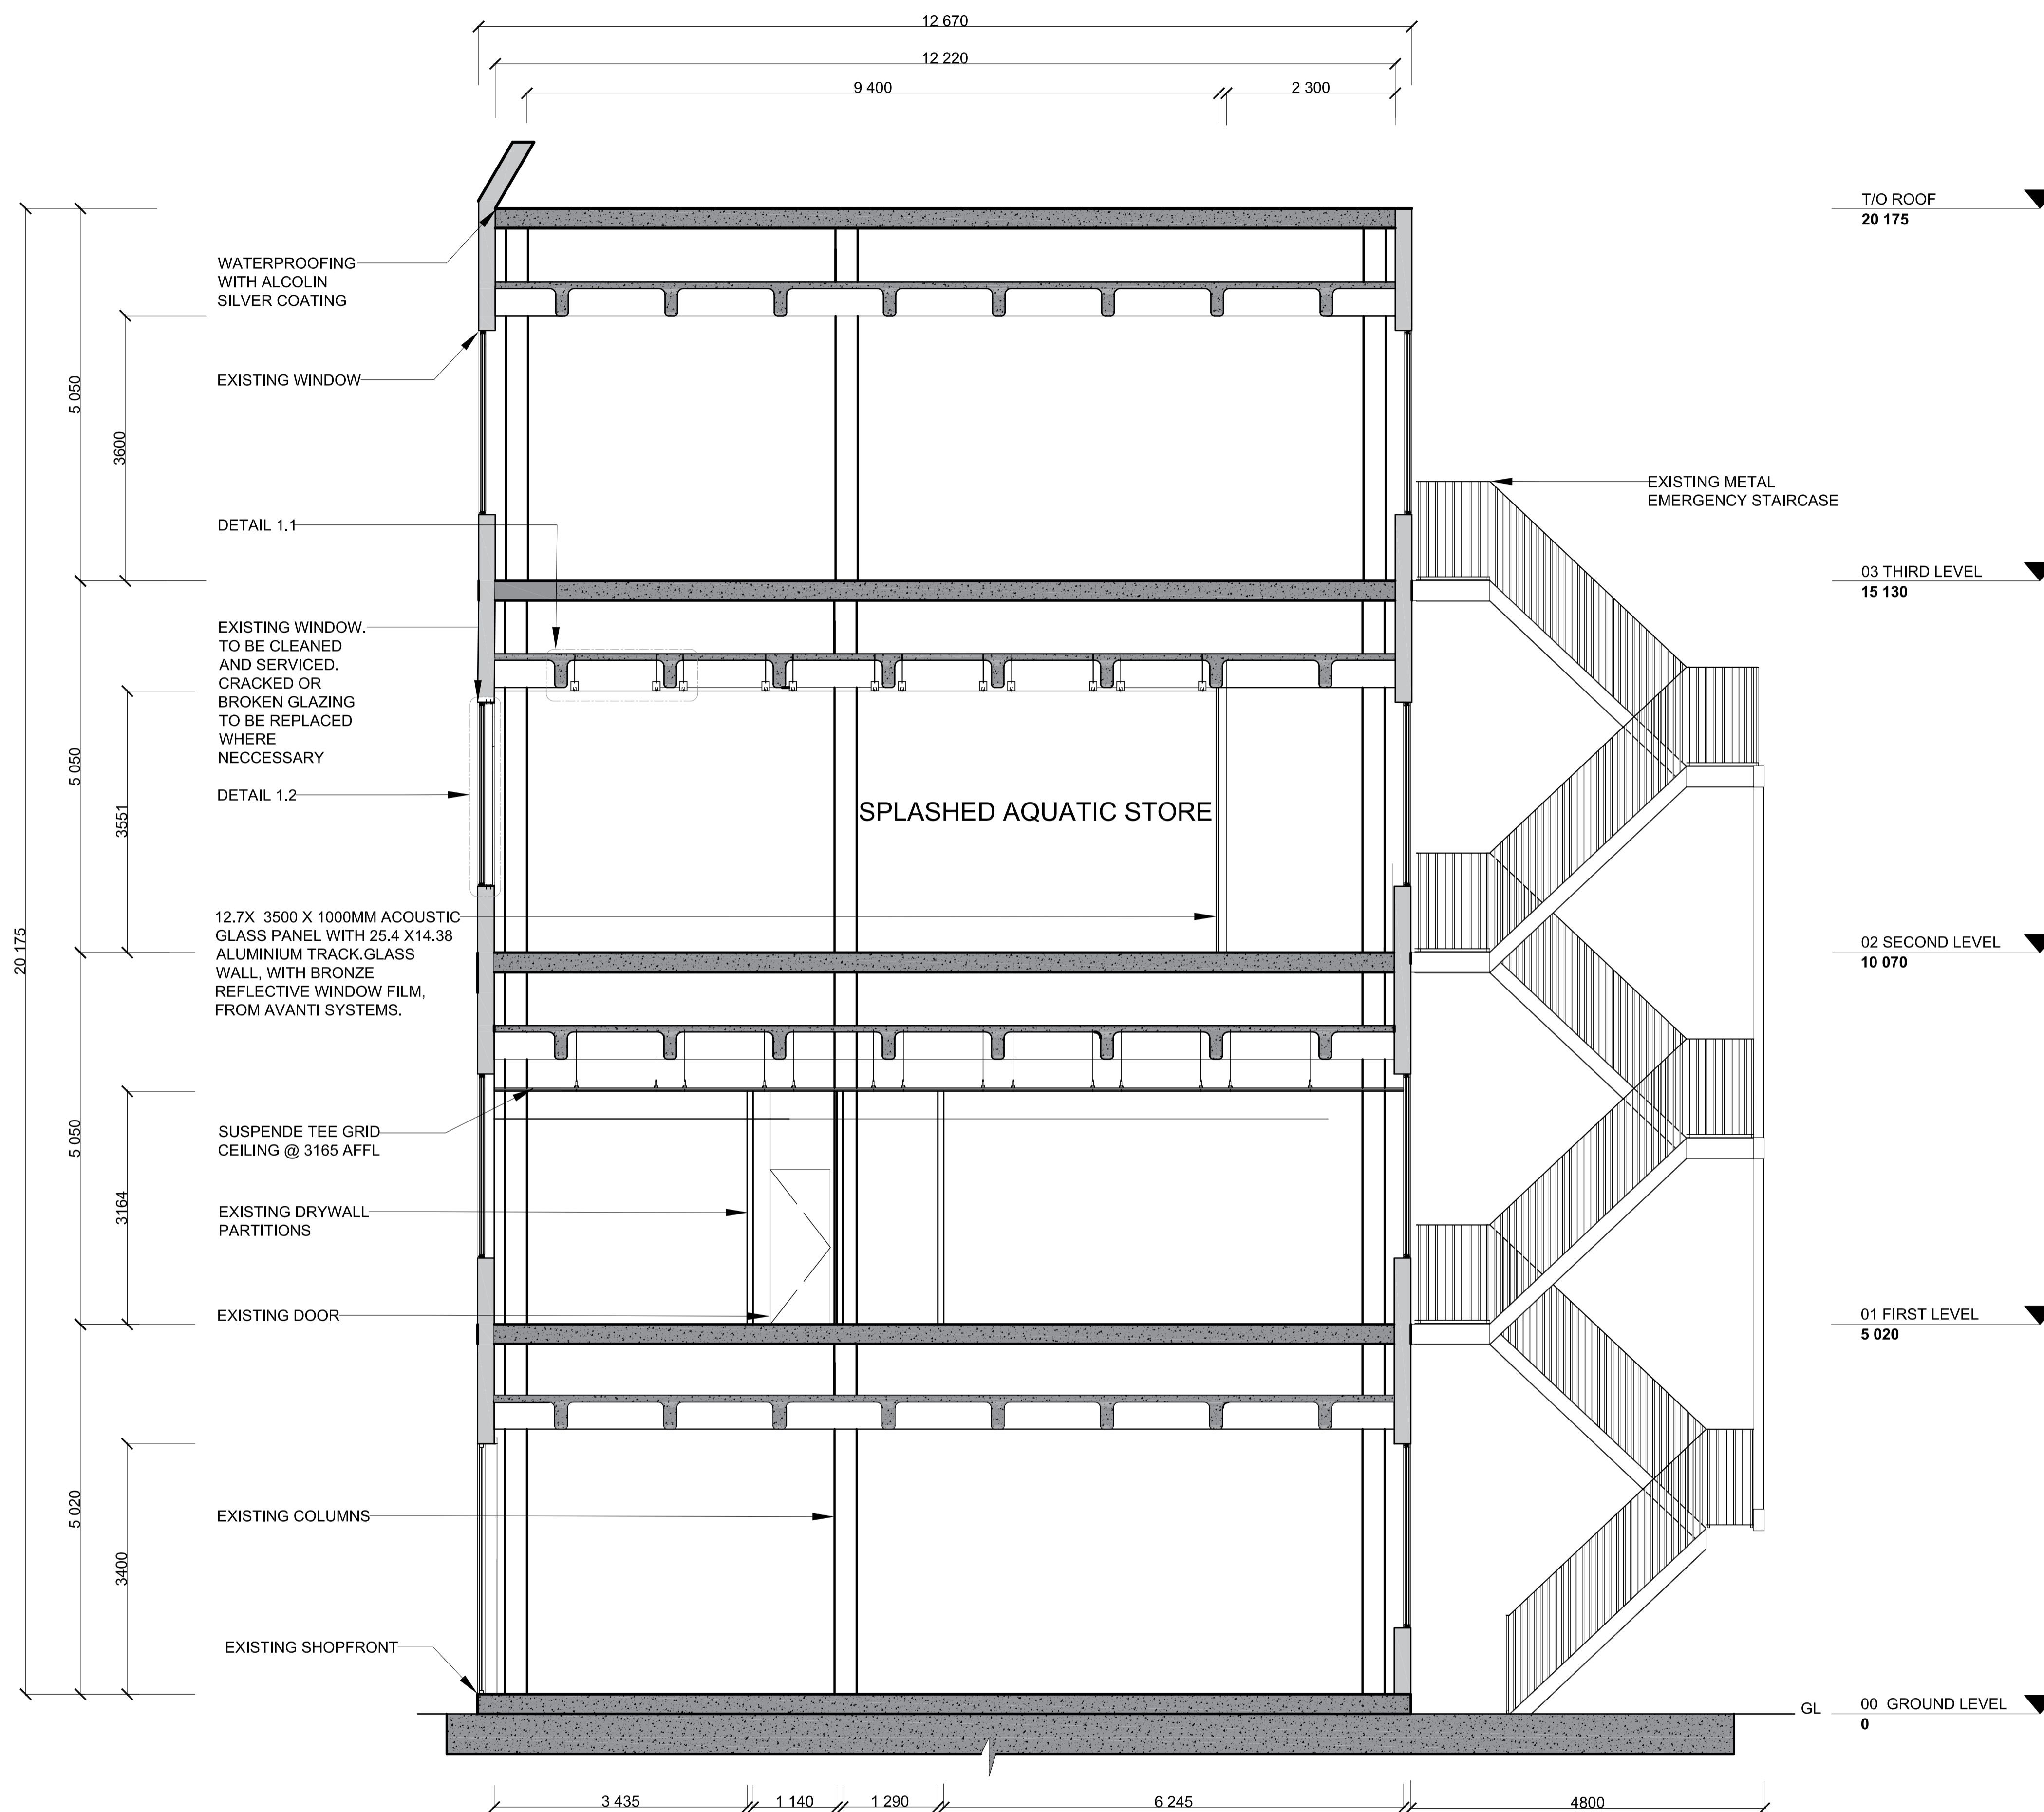 12 670
12 220
9 400
2 300
T/O ROOF
20 175
WATERPROOFING
WITH ALCOLIN
SILVER COATING
EXISTING WINDOW
5 050
3600
EXISTING METAL
EMERGENCY STAIRCASE
DETAIL 1.1
03 THIRD LEVEL
15 130
EXISTING WINDOW.
TO BE CLEANED
AND SERVICED.
CRACKED OR
BROKEN GLAZING
TO BE REPLACED
WHERE
NECCESSARY
5 050
3551
DETAIL 1.2
SPLASHED AQUATIC STORE
20 175
12.7X 3500 X 1000MM ACOUSTIC
GLASS PANEL WITH 25.4 X14.38
ALUMINIUM TRACK.GLASS
WALL, WITH BRONZE
REFLECTIVE WINDOW FILM,
FROM AVANTI SYSTEMS.
02 SECOND LEVEL
10 070
SUSPENDE TEE GRID
CEILING @ 3165 AFFL
5 050
3164
EXISTING DRYWALL
PARTITIONS
EXISTING DOOR
01 FIRST LEVEL
5 020
5 020
3400
EXISTING COLUMNS
EXISTING SHOPFRONT
GL
00 GROUND LEVEL
0
3 435
1 140
1 290
6 245
4800